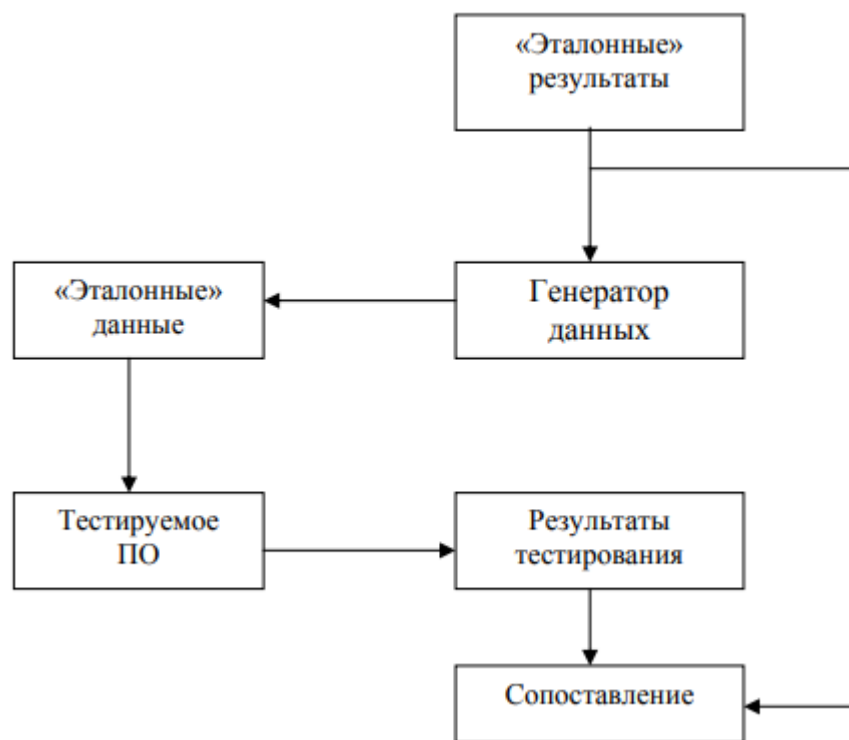 «Эталонные»
результаты
«Эталонные»
данные
Генератор
данных
Тестируемое
ПО
Результаты
тестирования
Сопоставление